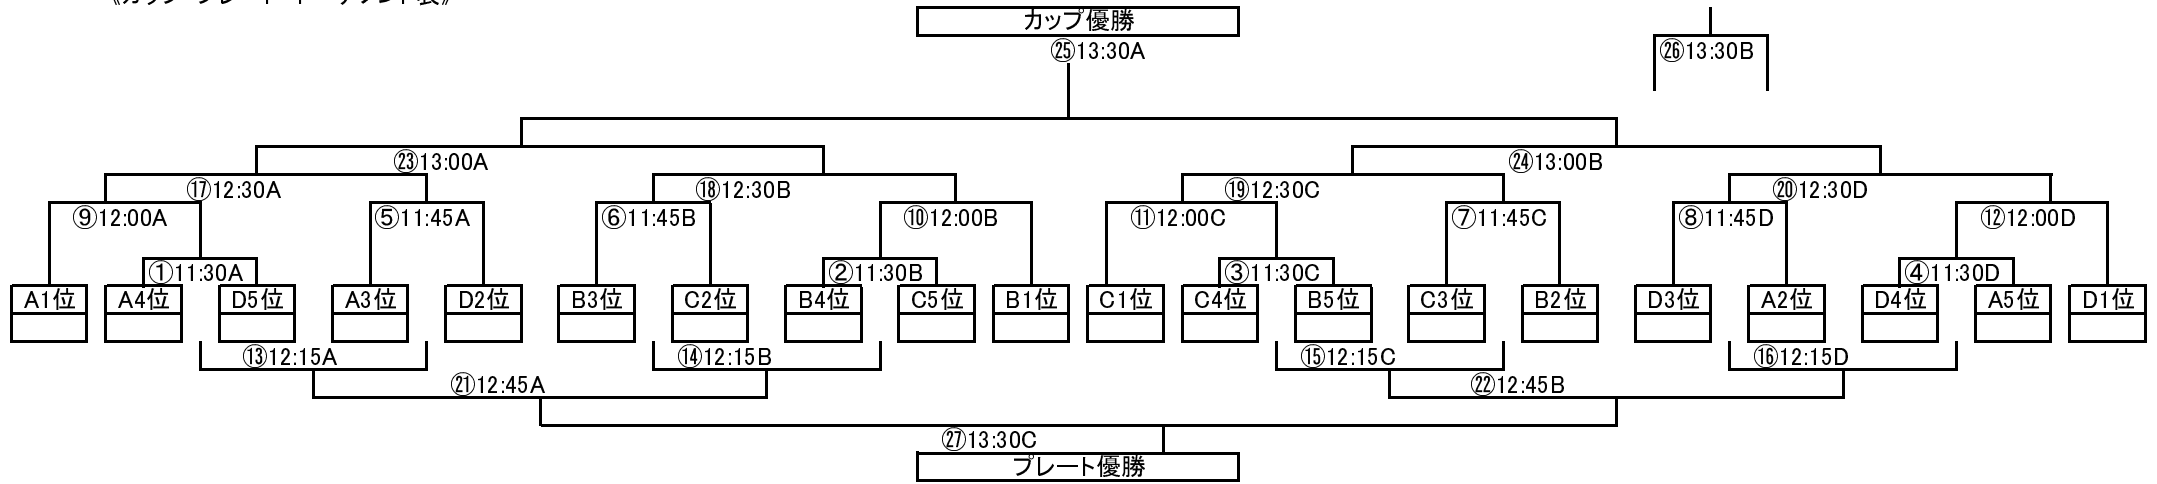 カップ優勝
㉕13:30A
㉖13:30B
㉓13:00A
㉔13:00B
⑰12:30A
⑱12:30B
⑲12:30C
⑳12:30D
⑨12:00A
⑤11:45A
⑥11:45B
⑩12:00B
⑪12:00C
⑦11:45C
⑧11:45D
⑫12:00D
①11:30A
②11:30B
③11:30C
④11:30D
A1位
A4位
D5位
A3位
D2位
B3位
C2位
B4位
C5位
B1位
C1位
C4位
B5位
C3位
B2位
D3位
A2位
D4位
A5位
D1位
⑬12:15A
⑭12:15B
⑮12:15C
⑯12:15D
㉑12:45A
㉒12:45B
㉗13:30C
プレート優勝